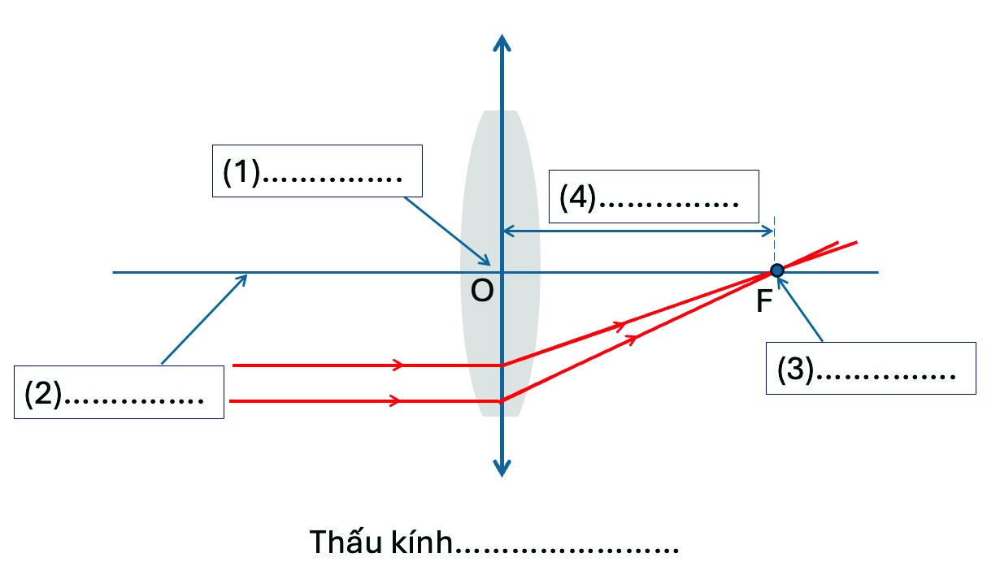 (1)……………
(4)……………
O
F
(2)……………
(3)……………
Thấu kính……………………